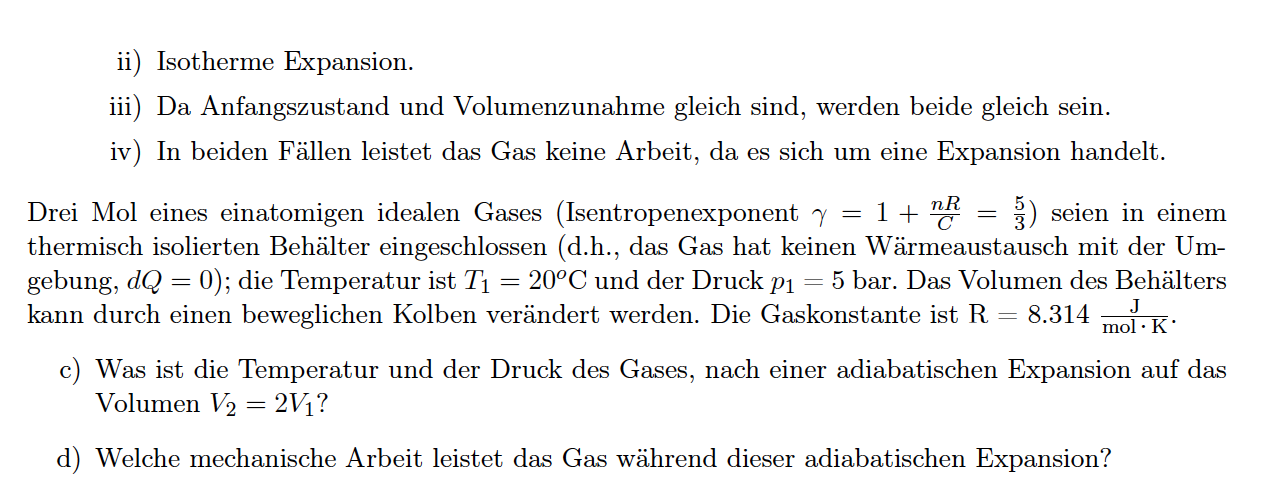 ii) Isotherme Expansion.
iii) Da Anfangszustand und Volumenzunahme gleich sind, werden beide gleich sein.
iv) In beiden Fällen leistet das Gas keine Arbeit, da es sich um eine Expansion handelt.
Drei Mol eines einatomigen idealen Gases (Isentropenexponent γ = 1 + nR/C = 5/3) seien in einem
thermisch isolierten Behälter eingeschlossen (d.h., das Gas hat keinen Wärmeaustausch mit der Um-
gebung, dQ = 0); die Temperatur ist T₁ = 20°C und der Druck p₁ = 5 bar. Das Volumen des Behälters
kann durch einen beweglichen Kolben verändert werden. Die Gaskonstante ist R = 8.314 J/(mol · K).
c) Was ist die Temperatur und der Druck des Gases, nach einer adiabatischen Expansion auf das
Volumen V₂ = 2V₁?
d) Welche mechanische Arbeit leistet das Gas während dieser adiabatischen Expansion?